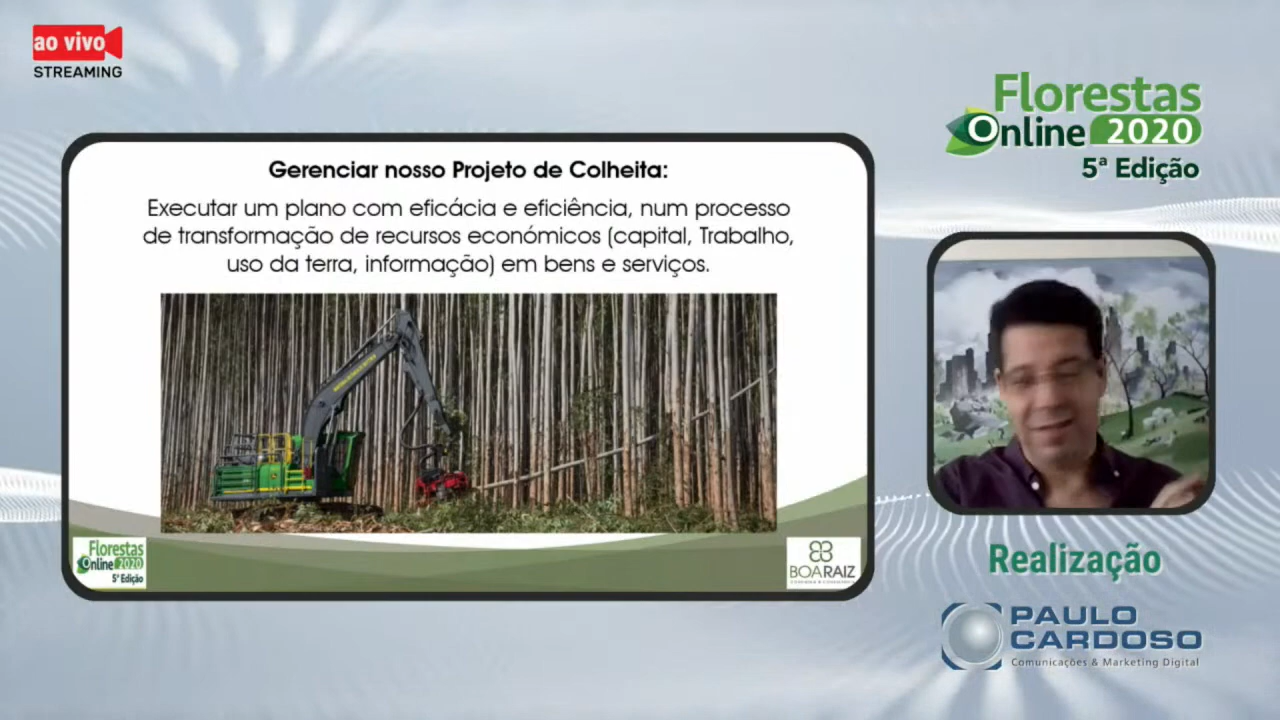 ao vivo
STREAMING
Florestas
Online 2020
5ª Edição
Gerenciar nosso Projeto de Colheita:
Executar um plano com eficácia e eficiência, num processo
de transformação de recursos económicos (capital, Trabalho,
uso da terra, informação) em bens e serviços.
Florestas
Online 2020
5ª Edição
BOARAIZ
Realização
PAULO
CARDOSO
Comunicações & Marketing Digital